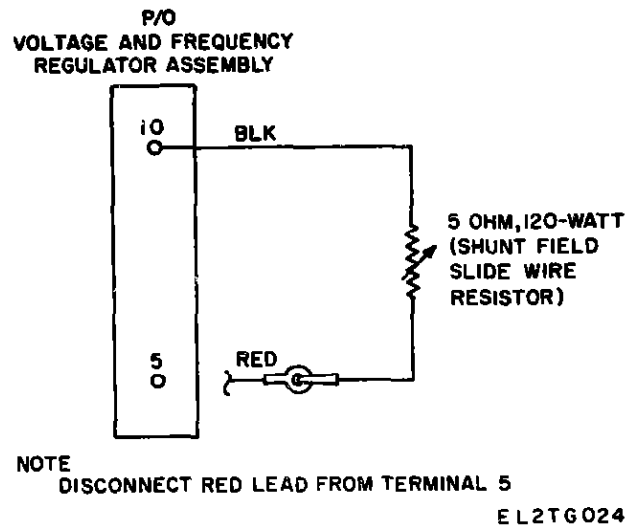 P/O
VOLTAGE AND FREQUENCY
REGULATOR ASSEMBLY
10
BLK
5 OHM, 120-WATT
(SHUNT FIELD
SLIDE WIRE
RESISTOR)
5
RED
NOTE
DISCONNECT RED LEAD FROM TERMINAL 5
EL2TG024